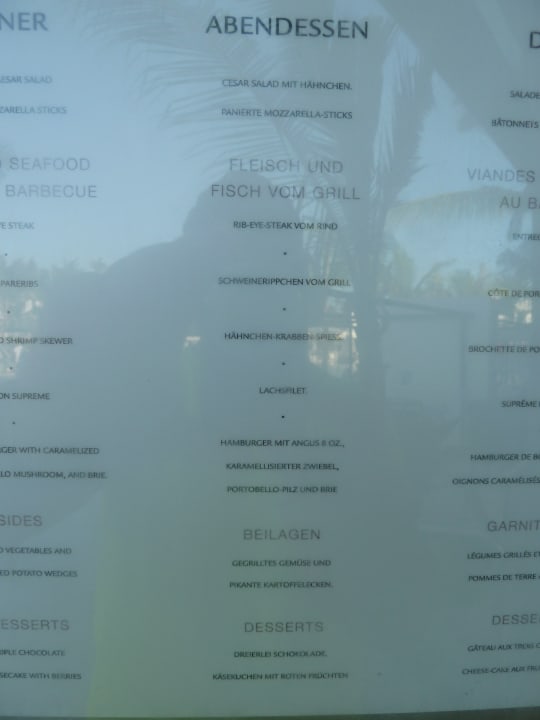 NER
ESAR SALAD
ZARELLA STICKS
SEAFOOD
BARBECUE
STEAK
PARERIBS
SHRIMP SKEWER
ON SUPREME
GER WITH CARAMELIZED
LO MUSHROOM, AND BRIE.
SIDES
VEGETABLES AND
ED POTATO WEDGES
ESSERTS
IPLE CHOCOLATE
SECAKE WITH BERRIES
ABENDESSEN
CESAR SALAD MIT HÄHNCHEN.
PANIERTE MOZZARELLA-STICKS
FLEISCH UND
FISCH VOM GRILL
RIB-EYE-STEAK VOM RIND
SCHWEINERIPPCHEN VOM GRILL
HÄHNCHEN-KRABBEN-SPIESS.
LACHSFILET.
HAMBURGER MIT ANGUS 8 OZ.,
KARAMELLISIERTER ZWIEBEL,
PORTOBELLO-PILZ UND BRIE
BEILAGEN
GEGRILLTES GEMÜSE UND
PIKANTE KARTOFFELECKEN.
DESSERTS
DREIERLEI SCHOKOLADE.
KÄSEKUCHEN MIT ROTEN FRÜCHTEN
D
SALADE
BÂTONNETS
VIANDES
AU B
ENTRE
CÔTE DE POR
BROCHETTE DE PO
SUPRÊME
HAMBURGER DE B
OIGNONS CARAMÉLISÉS
GARNIT
LÉGUMES GRILLÉS E
POMMES DE TERRE
DESSE
GÂTEAU AUX TROIS
CHEESE-CAKE AUX FRU